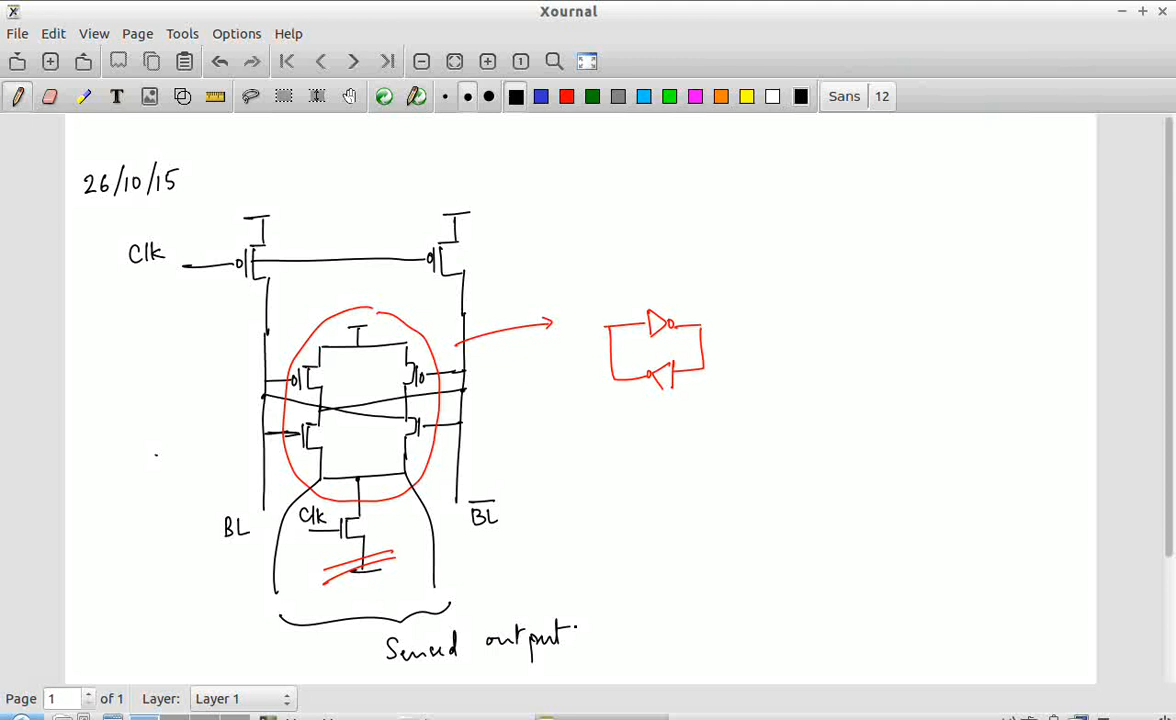 Xournal
File Edit View Page Tools Options Help
Sans 12
26/10/15
Clk
Clk
BL
B̅L̅
Sensed output.
Page 1 of 1 Layer: Layer 1